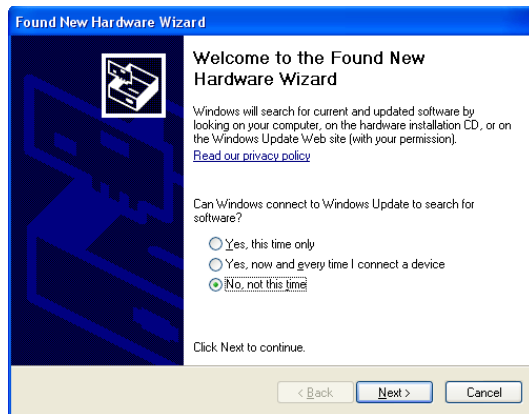 Found New Hardware Wizard
Welcome to the Found New
Hardware Wizard
Windows will search for current and updated software by
looking on your computer, on the hardware installation CD, or on
the Windows Update Web site (with your permission).
Read our privacy policy
Can Windows connect to Windows Update to search for
software?
Yes, this time only
Yes, now and every time I connect a device
No, not this time
Click Next to continue.
< Back Next > Cancel